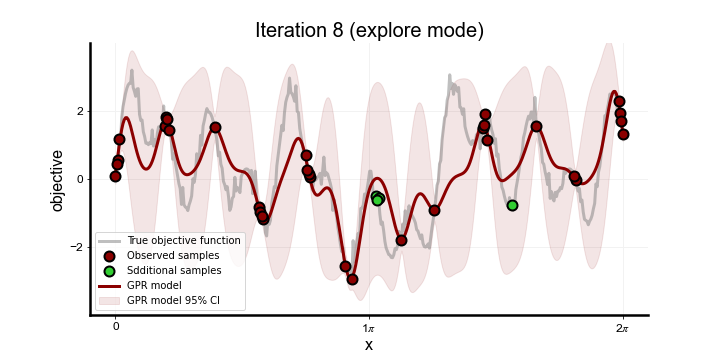 Iteration 8 (explore mode)
objective
2
0
−2
True objective function
Observed samples
Sdditional samples
GPR model
GPR model 95% CI
0
1π
2π
x